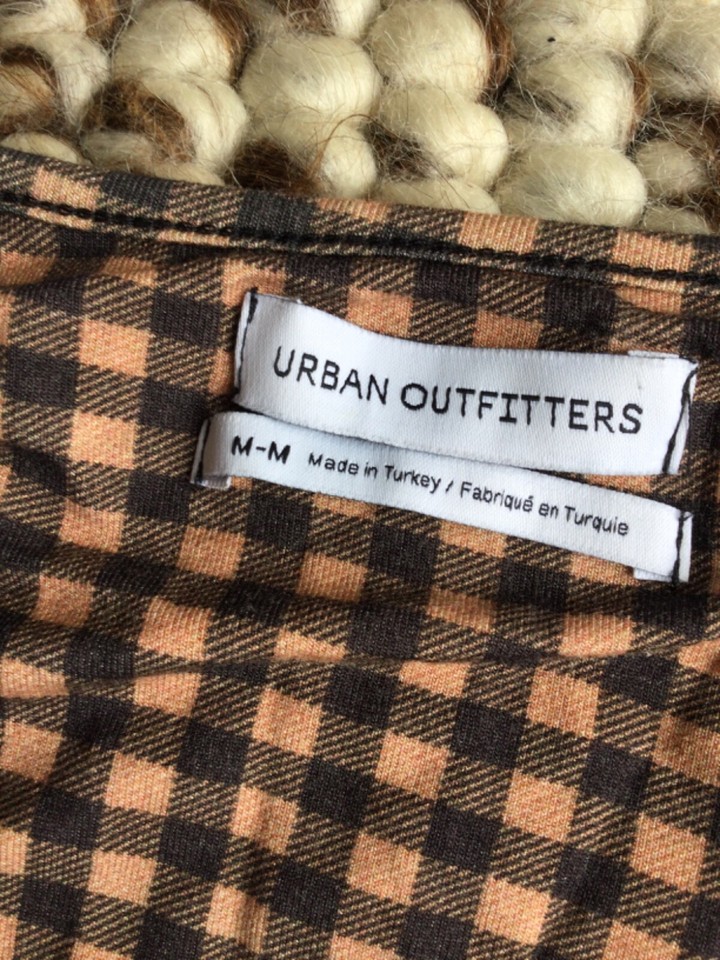 URBAN OUTFITTERS
M-M Made in Turkey / Fabriqué en Turquie